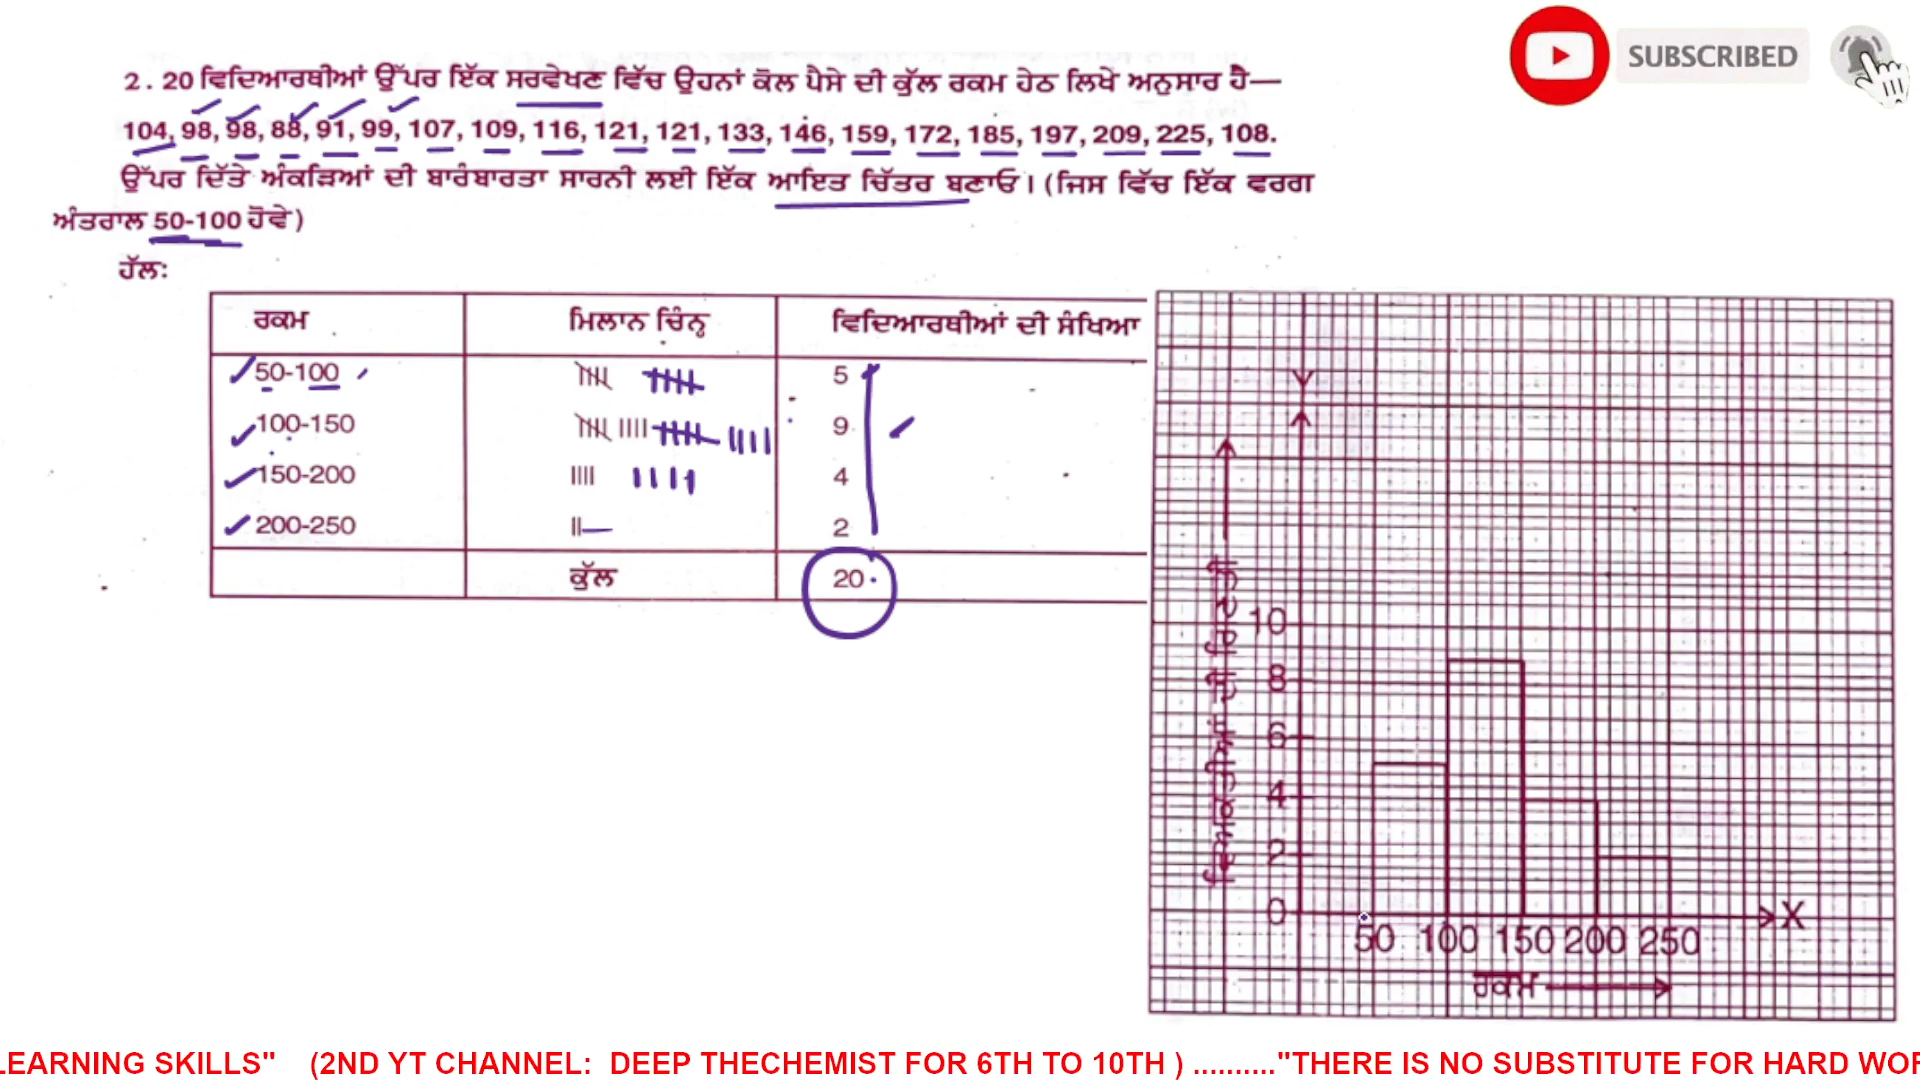 SUBSCRIBED
2. 20 ਵਿਦਿਆਰਥੀਆਂ ਉੱਪਰ ਇੱਕ ਸਰਵੇਖਣ ਵਿੱਚ ਉਹਨਾਂ ਕੋਲ ਪੈਸੇ ਦੀ ਕੁੱਲ ਰਕਮ ਹੇਠ ਲਿਖੇ ਅਨੁਸਾਰ ਹੈ—
104, 98, 98, 88, 91, 99, 107, 109, 116, 121, 121, 133, 146, 159, 172, 185, 197, 209, 225, 108.
ਉੱਪਰ ਦਿੱਤੇ ਅੰਕੜਿਆਂ ਦੀ ਬਾਰੰਬਾਰਤਾ ਸਾਰਨੀ ਲਈ ਇੱਕ ਆਇਤ ਚਿੱਤਰ ਬਣਾਓ। (ਜਿਸ ਵਿੱਚ ਇੱਕ ਵਰਗ
ਅੰਤਰਾਲ 50-100 ਹੋਵੇ)
ਹੱਲ:
ਰਕਮ ਮਿਲਾਨ ਚਿੰਨ੍ਹ ਵਿਦਿਆਰਥੀਆਂ ਦੀ ਸੰਖਿਆ
50-100 5
100-150 9
150-200 4
200-250 2
ਕੁੱਲ 20
Y
ਵਿਅਕਤੀਆਂ ਦੀ ਗਿਣਤੀ
10
8
6
4
2
0
X
50 100 150 200 250
ਰਕਮ
LEARNING SKILLS" (2ND YT CHANNEL: DEEP THECHEMIST FOR 6TH TO 10TH ) .........."THERE IS NO SUBSTITUTE FOR HARD WOR